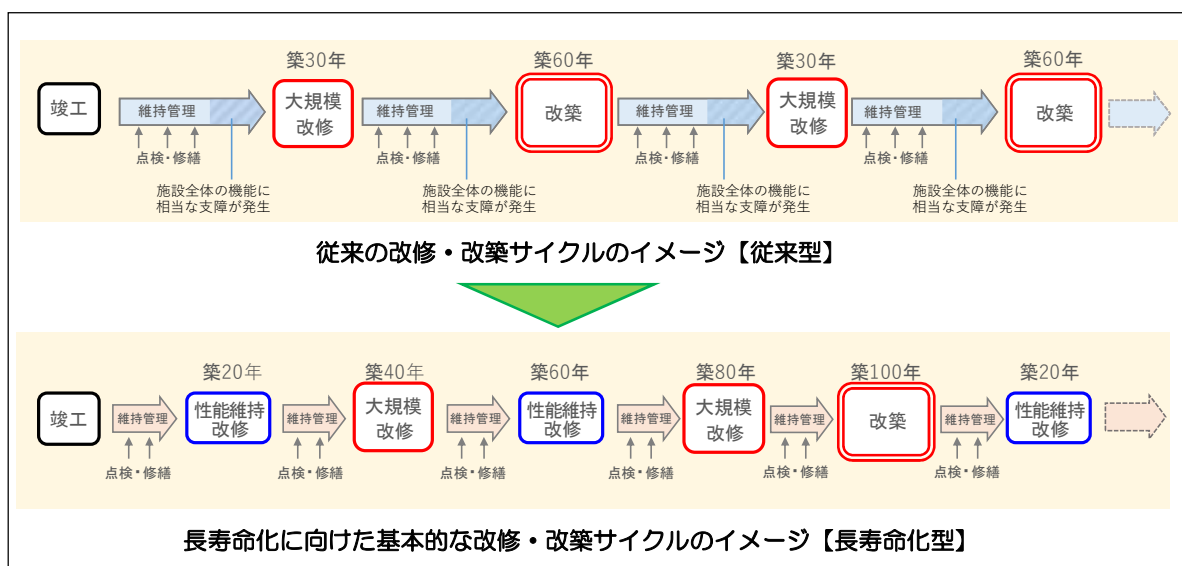 築30年
築60年
築30年
築60年
竣工
維持管理
大規模
改修
維持管理
改築
維持管理
大規模
改修
維持管理
改築
点検・修繕
点検・修繕
点検・修繕
点検・修繕
施設全体の機能に
相当な支障が発生
施設全体の機能に
相当な支障が発生
施設全体の機能に
相当な支障が発生
施設全体の機能に
相当な支障が発生
従来の改修・改築サイクルのイメージ【従来型】
築20年
築40年
築60年
築80年
築100年
築20年
竣工
維持管理
性能維持
改修
維持管理
大規模
改修
維持管理
性能維持
改修
維持管理
大規模
改修
維持管理
改築
維持管理
性能維持
改修
点検・修繕
点検・修繕
点検・修繕
点検・修繕
点検・修繕
点検・修繕
長寿命化に向けた基本的な改修・改築サイクルのイメージ【長寿命化型】